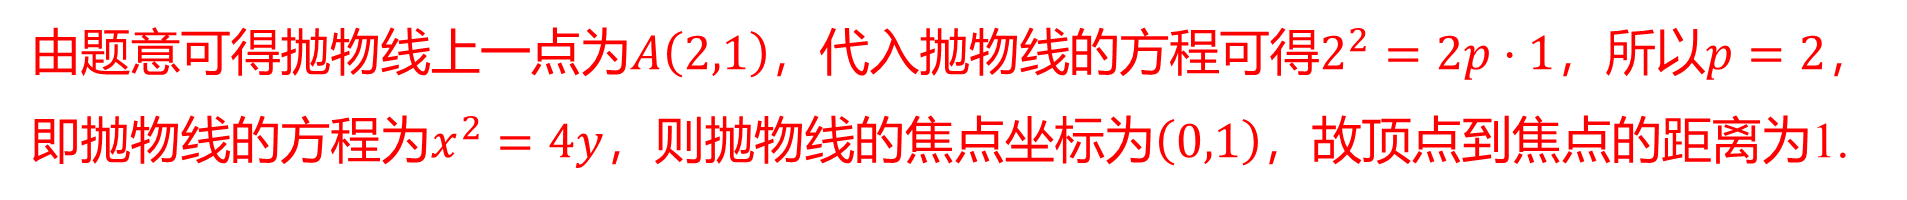 由题意可得抛物线上一点为A(2,1)，代入抛物线的方程可得2² = 2p · 1，所以p = 2，
即抛物线的方程为x² = 4y，则抛物线的焦点坐标为(0,1)，故顶点到焦点的距离为1.